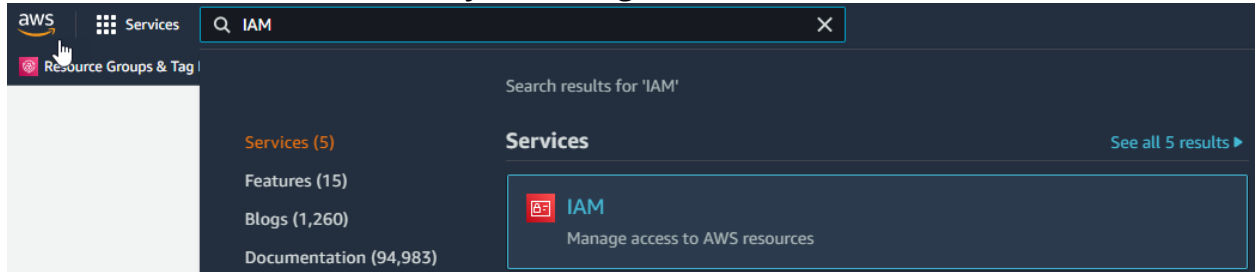 aws Services IAM
Resource Groups & Tag
Search results for 'IAM'
Services (5)
Services
See all 5 results
Features (15)
IAM
Blogs (1,260)
Manage access to AWS resources
Documentation (94,983)